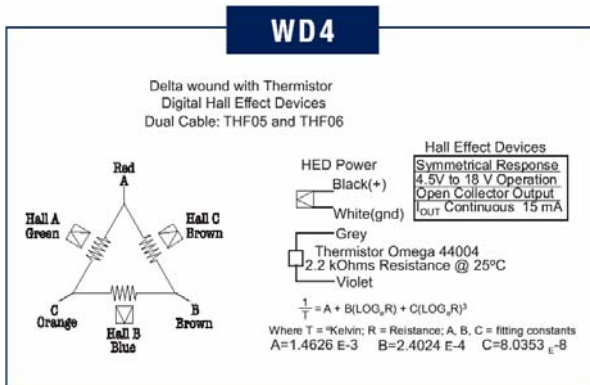 WD4
Delta wound with Thermistor
Digital Hall Effect Devices
Dual Cable: THF05 and THF06
Red
A
Hall A
Green
Hall C
Brown
C
Orange
B
Brown
Hall B
Blue
HED Power
Black(+)
White(gnd)
Hall Effect Devices
Symmetrical Response
4.5V to 18 V Operation
Open Collector Output
IOUT Continuous 15 mA
Grey
Thermistor Omega 44004
2.2 kOhms Resistance @ 25ºC
Violet
1/T = A + B(LOGeR) + C(LOGeR)³
Where T = ºKelvin; R = Reistance; A, B, C = fitting constants
A=1.4626 E-3 B=2.4024 E-4 C=8.0353 E-8